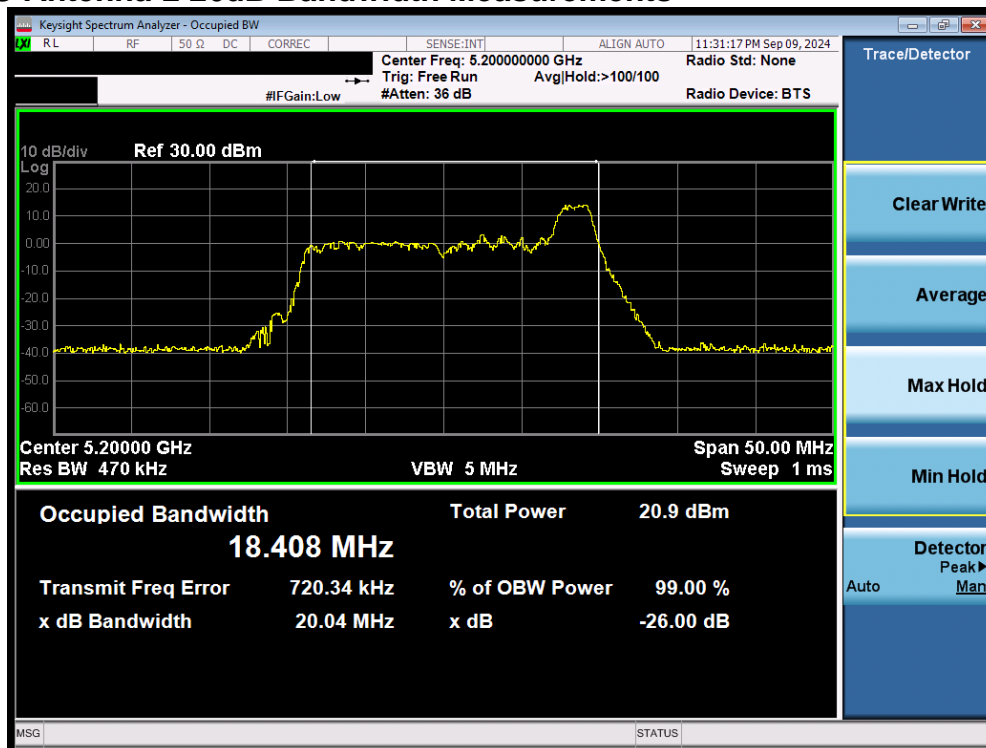 Keysight Spectrum Analyzer - Occupied BW
LXI RL RF 50 Ω DC CORREC SENSE:INT ALIGN AUTO 11:31:17 PM Sep 09, 2024
Center Freq: 5.200000000 GHz Radio Std: None
Trig: Free Run Avg|Hold:>100/100
#IFGain:Low #Atten: 36 dB Radio Device: BTS
10 dB/div Ref 30.00 dBm
Log
20.0
10.0
0.00
-10.0
-20.0
-30.0
-40.0
-50.0
-60.0
Center 5.20000 GHz Span 50.00 MHz
Res BW 470 kHz VBW 5 MHz Sweep 1 ms
Occupied Bandwidth Total Power 20.9 dBm
18.408 MHz
Transmit Freq Error 720.34 kHz % of OBW Power 99.00 %
x dB Bandwidth 20.04 MHz x dB -26.00 dB
MSG STATUS
Trace/Detector
Clear Write
Average
Max Hold
Min Hold
Detector
Peak▶
Auto Man